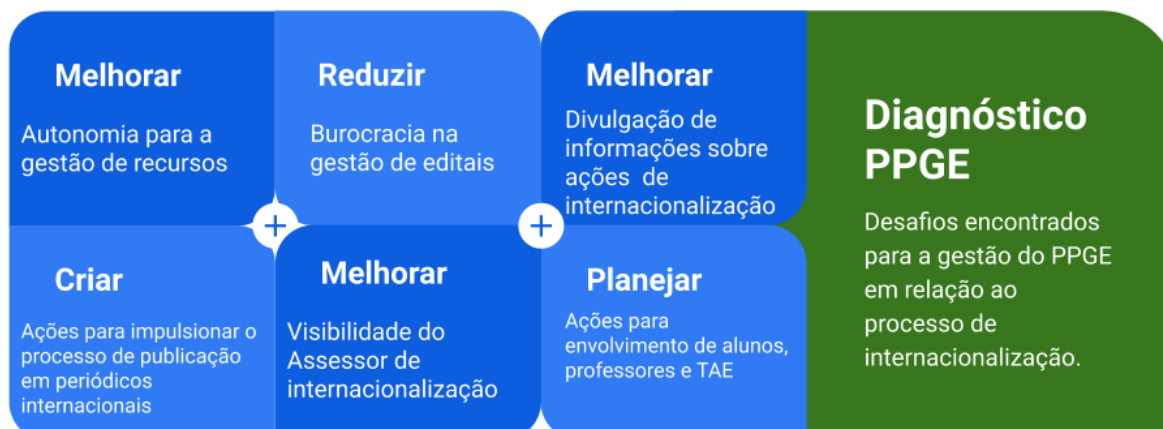 Melhorar
Autonomia para a
gestão de recursos
Reduzir
Burocracia na
gestão de editais
Melhorar
Divulgação de
informações sobre
ações de
internacionalização
Criar
Ações para impulsionar o
processo de publicação
em periódicos
internacionais
Melhorar
Visibilidade do
Assessor de
internacionalização
Planejar
Ações para
envolvimento de alunos,
professores e TAE
Diagnóstico
PPGE
Desafios encontrados
para a gestão do PPGE
em relação ao
processo de
internacionalização.